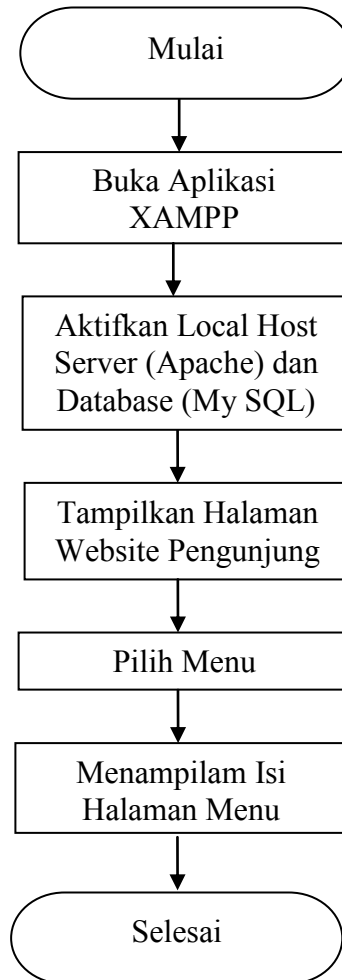 Mulai
Buka Aplikasi
XAMPP
Aktifkan Local Host
Server (Apache) dan
Database (My SQL)
Tampilkan Halaman
Website Pengunjung
Pilih Menu
Menampilam Isi
Halaman Menu
Selesai